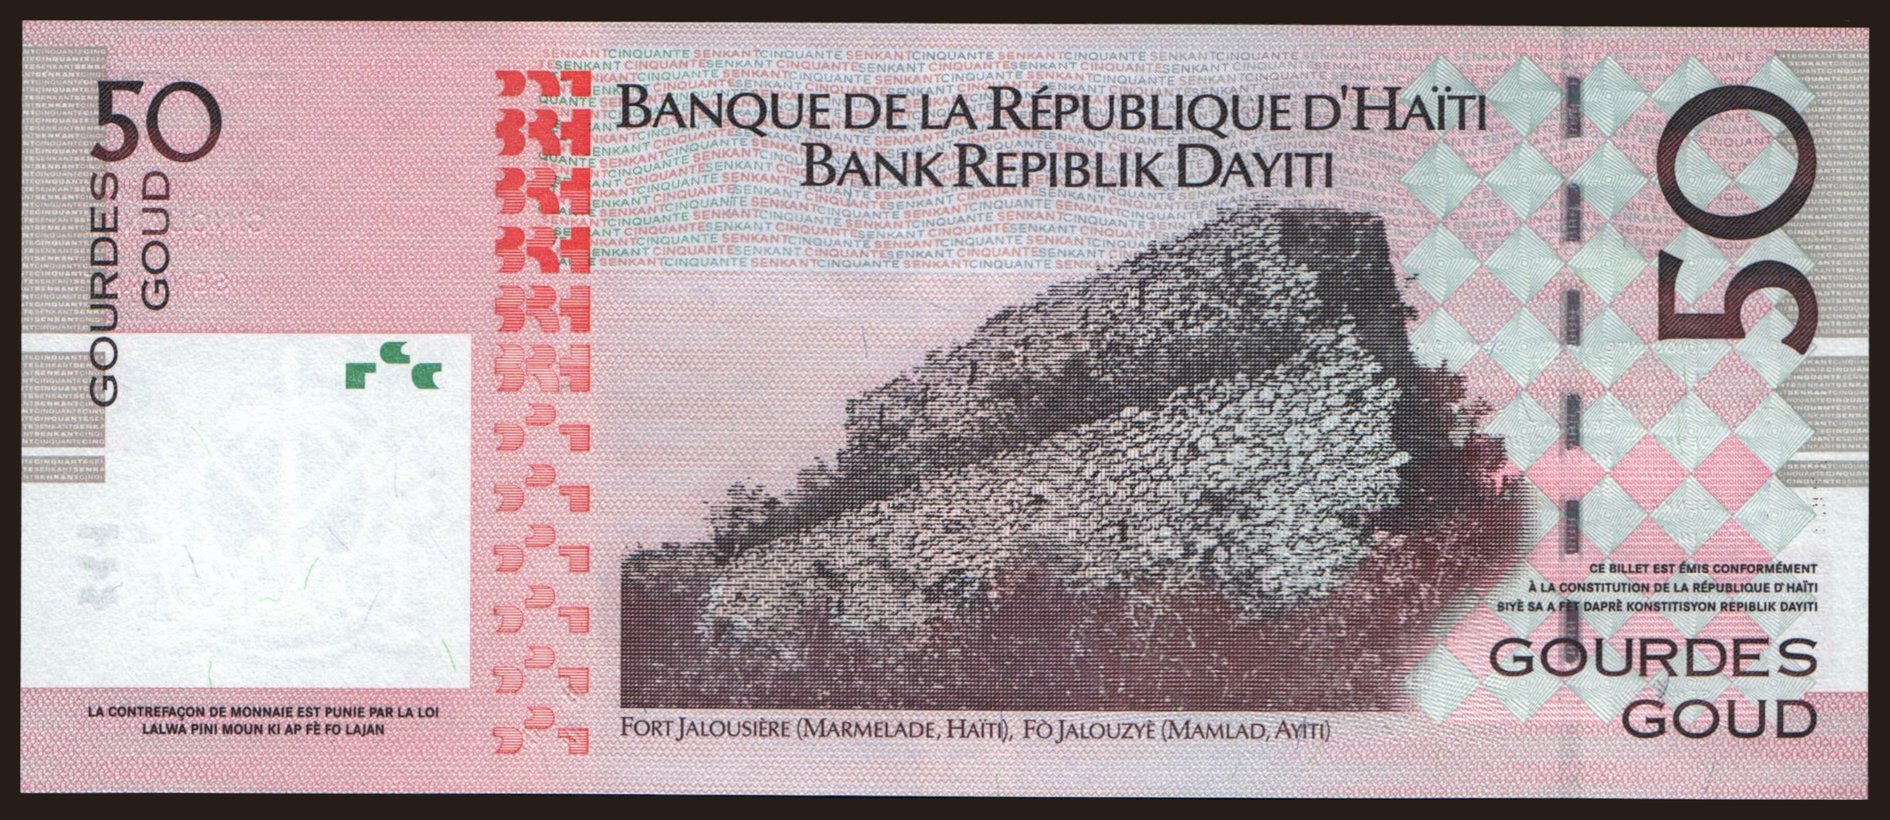 50
GOURDES
GOUD
BANQUE DE LA RÉPUBLIQUE D'HAÏTI
BANK REPIBLIK DAYITI
50
CE BILLET EST ÉMIS CONFORMÉMENT
À LA CONSTITUTION DE LA RÉPUBLIQUE D'HAÏTI
BIYÈ SA A FÈT DAPRÈ KONSTITISYON REPIBLIK DAYITI
GOURDES
GOUD
LA CONTREFAÇON DE MONNAIE EST PUNIE PAR LA LOI
LALWA PINI MOUN KI AP FÈ FO LAJAN
FORT JALOUSIÈRE (MARMELADE, HAÏTI), FÒ JALOUZYÈ (MAMLAD, AYITI)